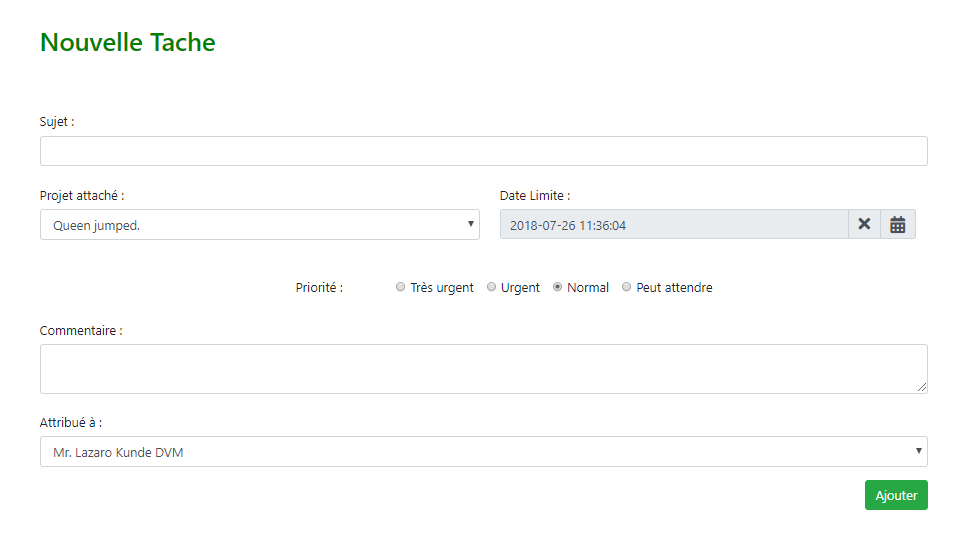 Nouvelle Tache
Sujet :
Projet attaché :
Date Limite :
Queen jumped.
2018-07-26 11:36:04
Priorité : Très urgent Urgent Normal Peut attendre
Commentaire :
Attribué à :
Mr. Lazaro Kunde DVM
Ajouter